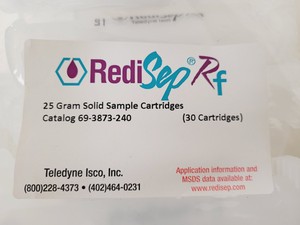 RediSep® Rf
25 Gram Solid Sample Cartridges
Catalog 69-3873-240 (30 Cartridges)
Teledyne Isco, Inc.
(800)228-4373 • (402)464-0231
Application information and
MSDS data available at:
www.redisep.com